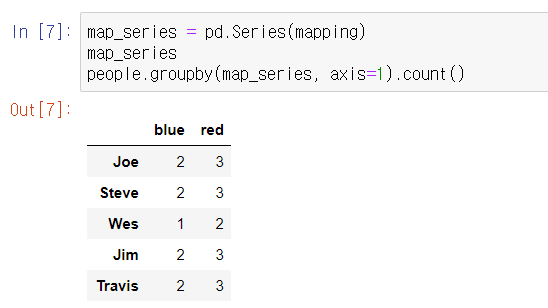 In [7]: map_series = pd.Series(mapping)
map_series
people.groupby(map_series, axis=1).count()
Out[7]:
blue red
Joe 2 3
Steve 2 3
Wes 1 2
Jim 2 3
Travis 2 3